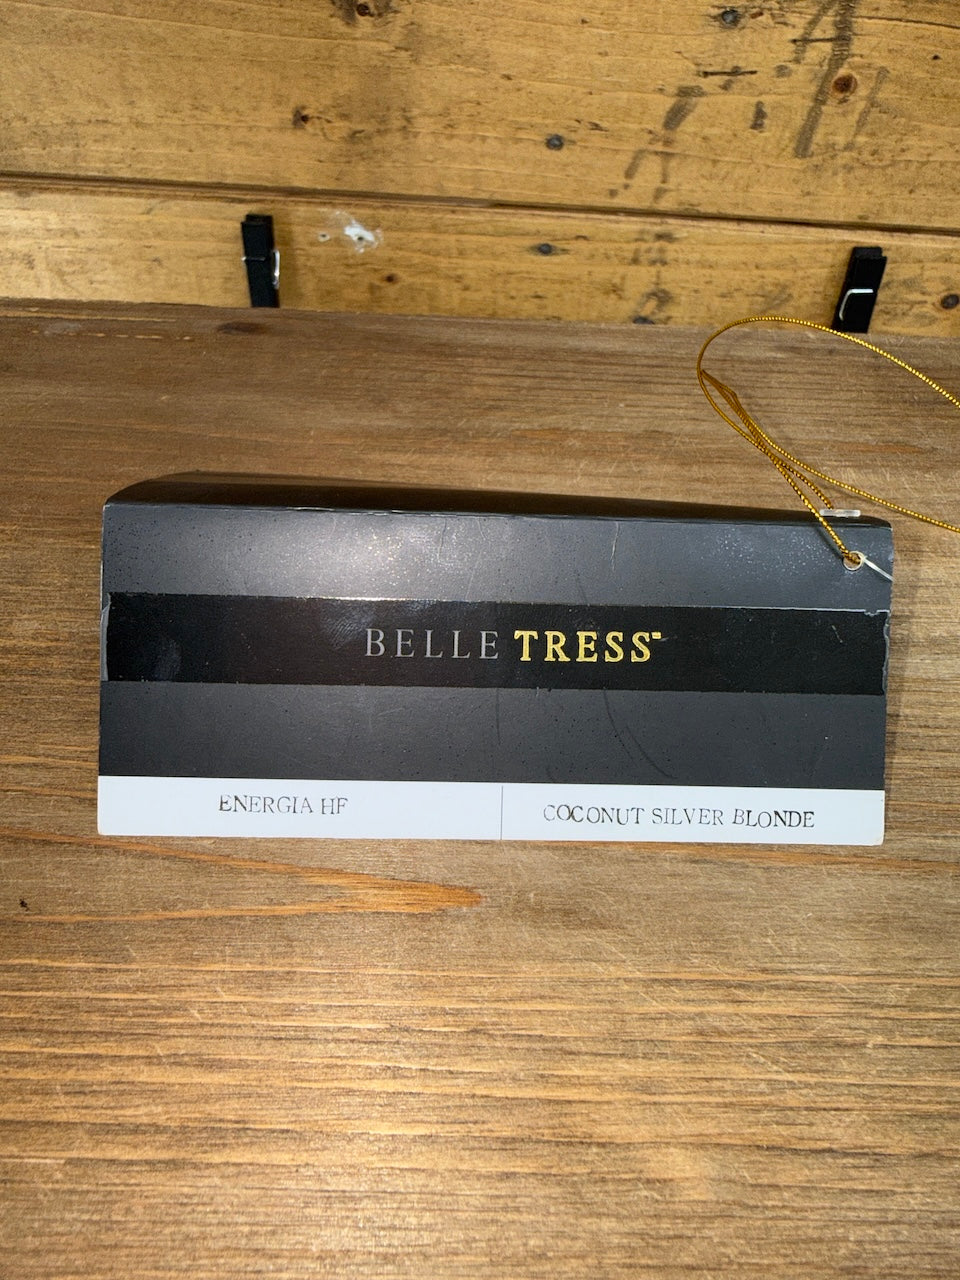 BELLE TRESS™
ENERGIA HF
COCONUT SILVER BLONDE